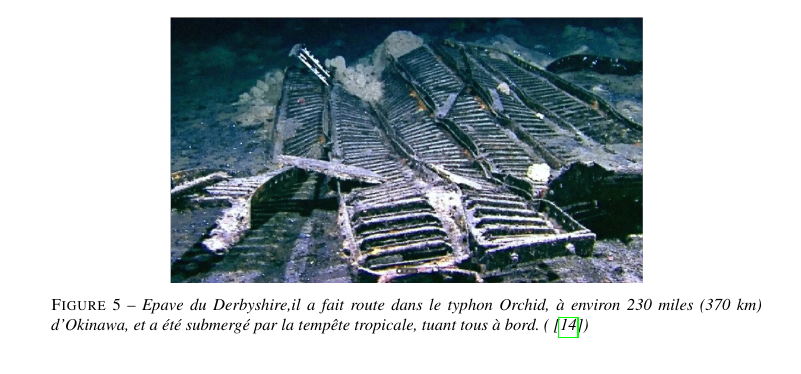 FIGURE 5 – Epave du Derbyshire,il a fait route dans le typhon Orchid, à environ 230 miles (370 km)
d'Okinawa, et a été submergé par la tempête tropicale, tuant tous à bord. ( [14])